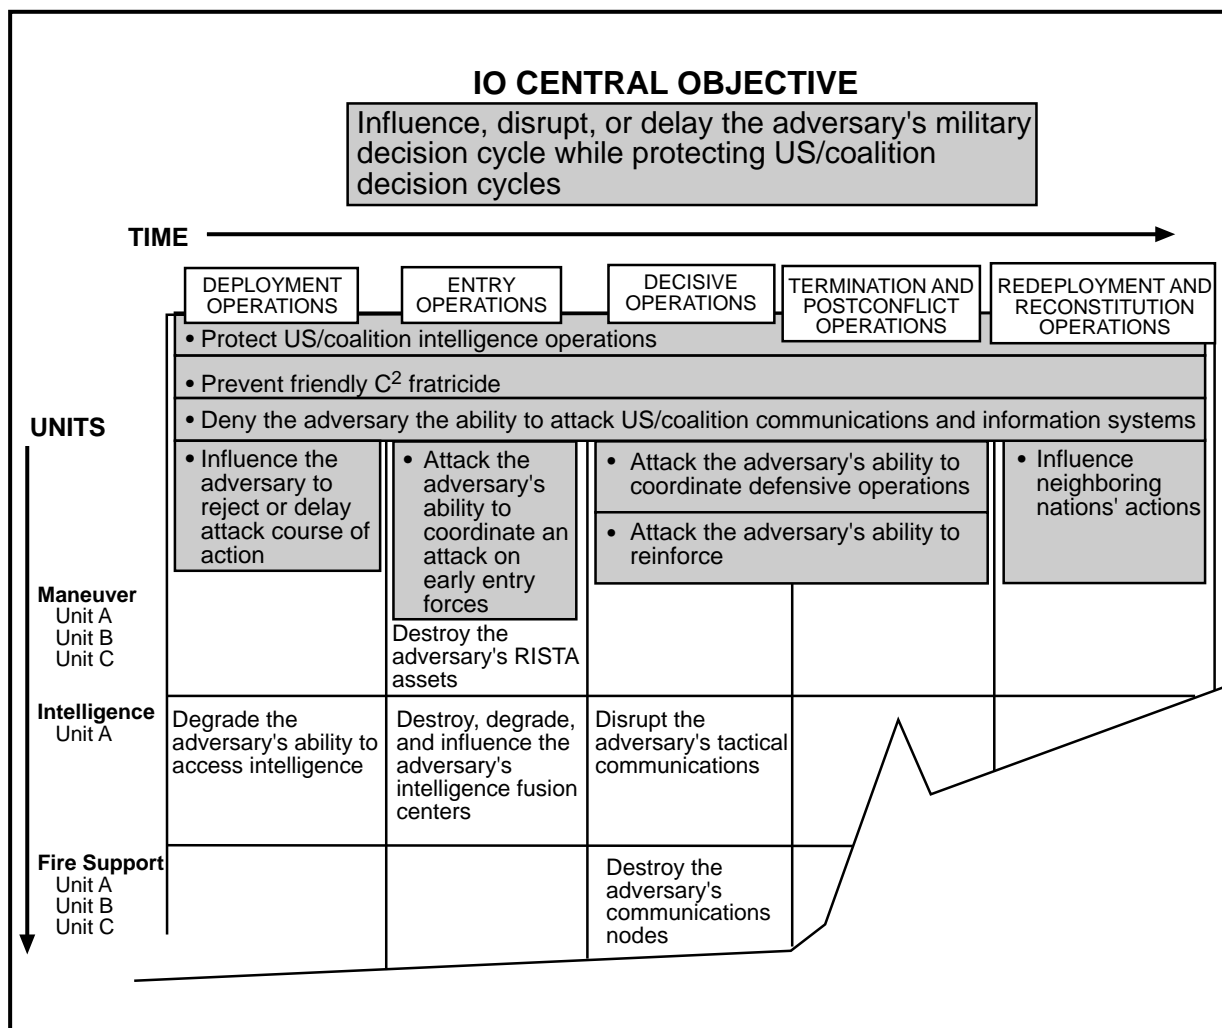 IO CENTRAL OBJECTIVE
Influence, disrupt, or delay the adversary's military
decision cycle while protecting US/coalition
decision cycles
TIME
DEPLOYMENT
OPERATIONS
ENTRY
OPERATIONS
DECISIVE
OPERATIONS
TERMINATION AND
POSTCONFLICT
OPERATIONS
REDEPLOYMENT AND
RECONSTITUTION
OPERATIONS
• Protect US/coalition intelligence operations
• Prevent friendly C² fratricide
• Deny the adversary the ability to attack US/coalition communications and information systems
UNITS
• Influence the
adversary to
reject or delay
attack course of
action
• Attack the
adversary's
ability to
coordinate an
attack on
early entry
forces
• Attack the adversary's ability to
coordinate defensive operations
• Attack the adversary's ability to
reinforce
• Influence
neighboring
nations' actions
Maneuver
Unit A
Unit B
Unit C
Destroy the
adversary's RISTA
assets
Intelligence
Unit A
Degrade the
adversary's ability to
access intelligence
Destroy, degrade,
and influence the
adversary's
intelligence fusion
centers
Disrupt the
adversary's tactical
communications
Fire Support
Unit A
Unit B
Unit C
Destroy the
adversary's
communications
nodes